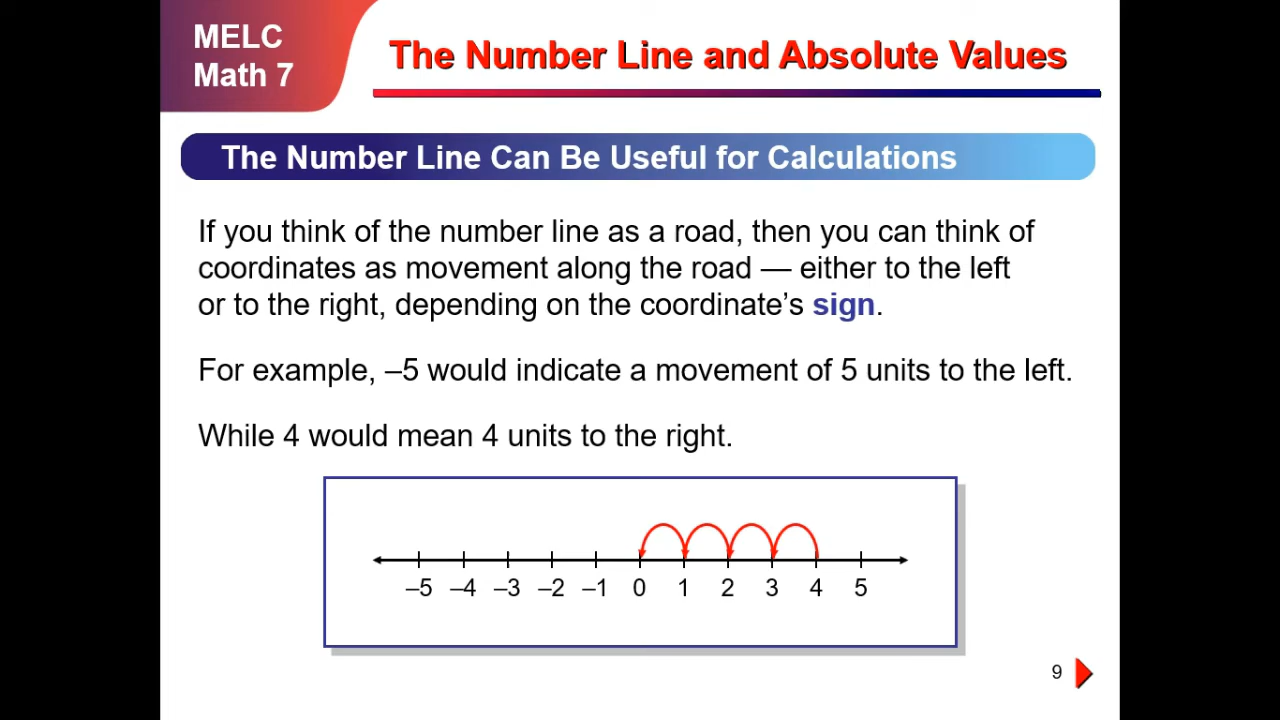 MELC
Math 7
The Number Line and Absolute Values
The Number Line Can Be Useful for Calculations
If you think of the number line as a road, then you can think of
coordinates as movement along the road — either to the left
or to the right, depending on the coordinate’s sign.
For example, –5 would indicate a movement of 5 units to the left.
While 4 would mean 4 units to the right.
–5 –4 –3 –2 –1 0 1 2 3 4 5
9